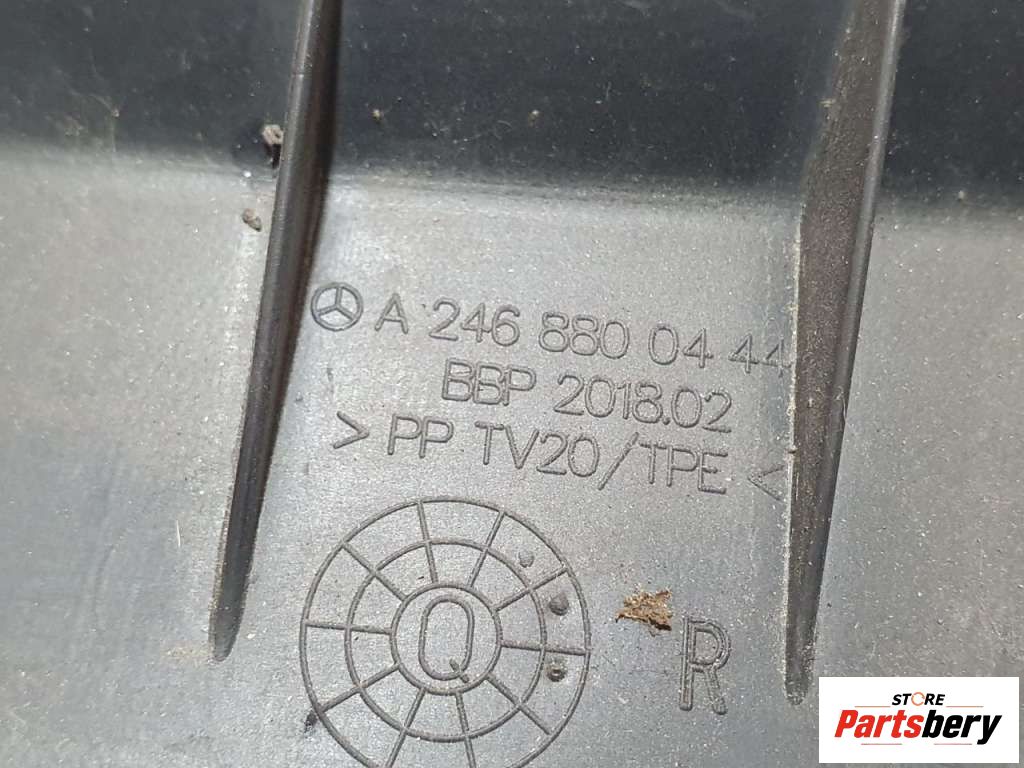 A 246 880 04 44
BBP 2018.02
> PP TV20/TPE <
Q
R
STORE
Partsbery